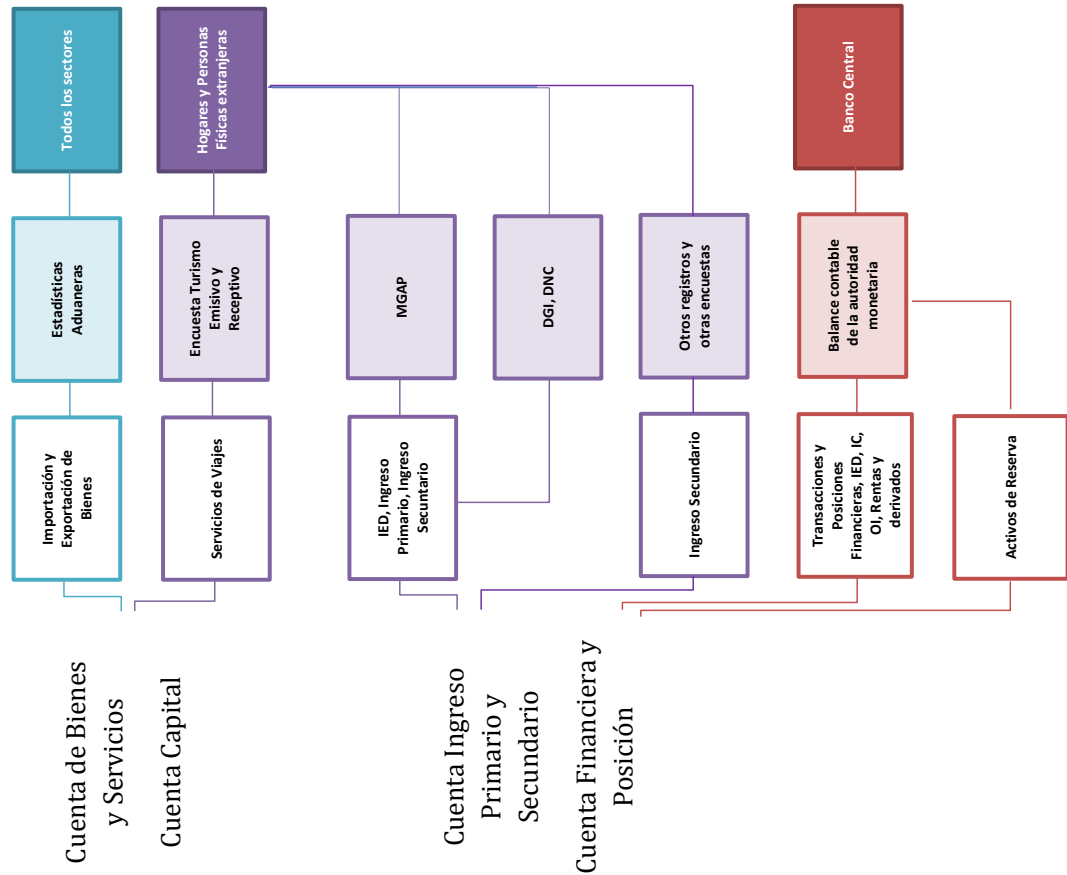 Cuenta de Bienes
y Servicios
Importación y
Exportación de
Bienes
Estadísticas
Aduaneras
Todos los sectores
Cuenta Capital
Servicios de Viajes
Encuesta Turismo
Emisivo y
Receptivo
Hogares y Personas
Físicas extranjeras
Cuenta Ingreso
Primario y
Secundario
IED, Ingreso
Primario, Ingreso
Secuntario
MGAP
DGI, DNC
Cuenta Financiera y
Posición
Ingreso Secundario
Otros registros y
otras encuestas
Transacciones y
Posiciones
Financieras, IED, IC,
OI, Rentas y
derivados
Balance contable
de la autoridad
monetaria
Banco Central
Activos de Reserva